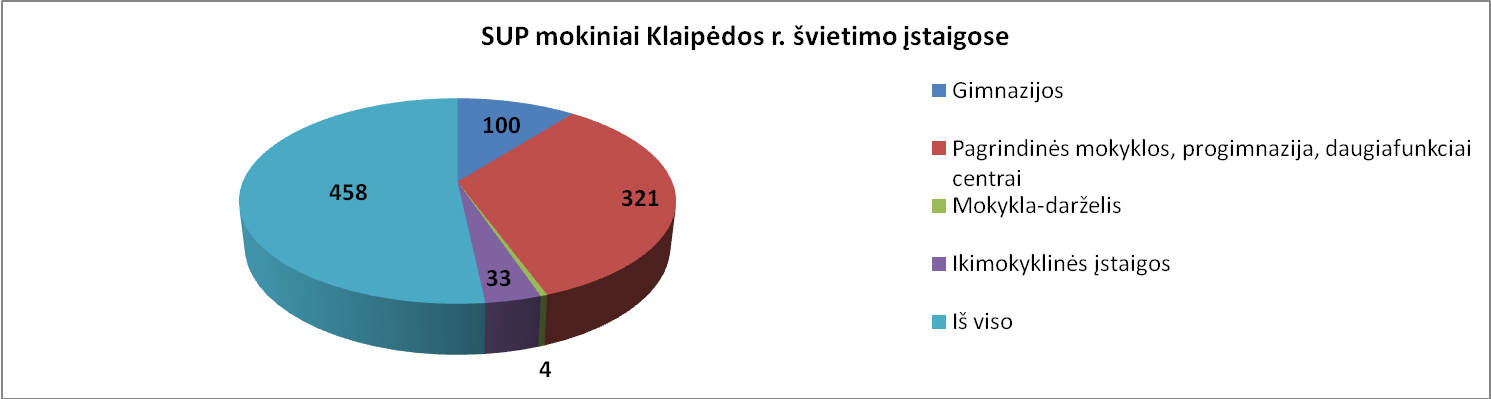 SUP mokiniai Klaipėdos r. švietimo įstaigose
100
321
4
33
458
Gimnazijos
Pagrindinės mokyklos, progimnazija, daugiafunkciai
centrai
Mokykla-darželis
Ikimokyklinės įstaigos
Iš viso